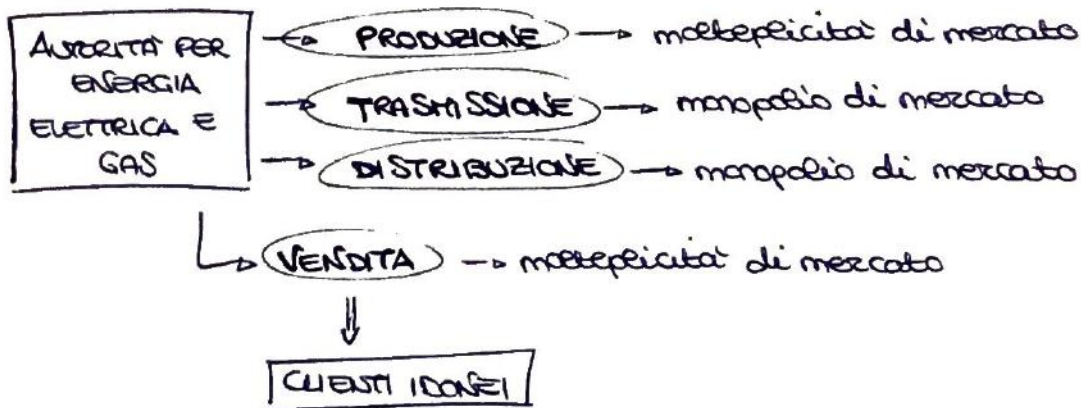 AUTORITÀ PER
ENERGIA
ELETTRICA E
GAS
PRODUZIONE → molteplicità di mercato
TRASMISSIONE → monopolio di mercato
DISTRIBUZIONE → monopolio di mercato
VENDITA → molteplicità di mercato
CLIENTI IDONEI